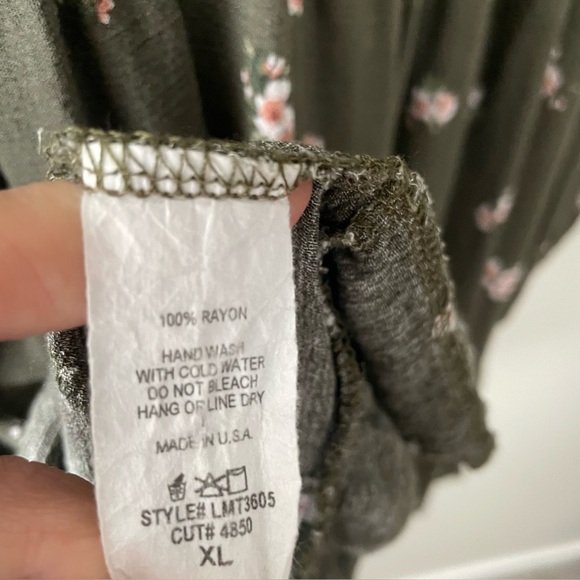 100% RAYON
HAND WASH
WITH COLD WATER
DO NOT BLEACH
HANG OF LINE DRY
MADE IN U.S.A.
STYLE# LMT3605
CUT# 4850
XL